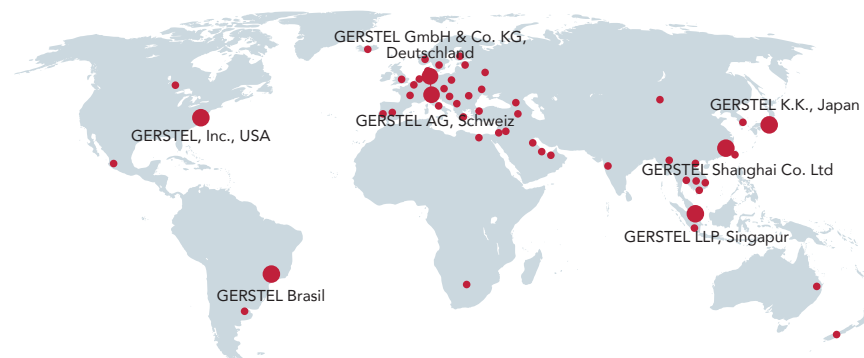 GERSTEL GmbH & Co. KG,
Deutschland
GERSTEL K.K., Japan
GERSTEL AG, Schweiz
GERSTEL, Inc., USA
GERSTEL Shanghai Co. Ltd
GERSTEL LLP, Singapur
GERSTEL Brasil